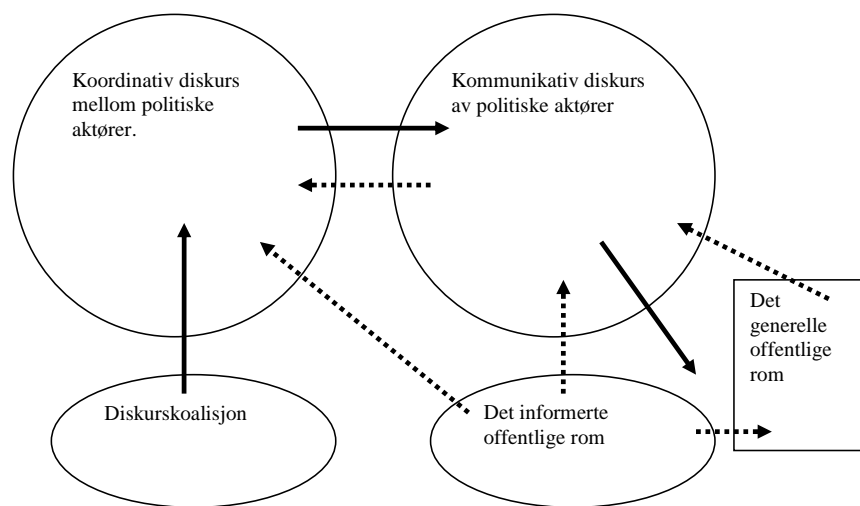 Koordinativ diskurs
mellom politiske
aktører.
Kommunikativ diskurs
av politiske aktører
Det
generelle
offentlige
rom
Diskurskoalisjon
Det informerte
offentlige rom